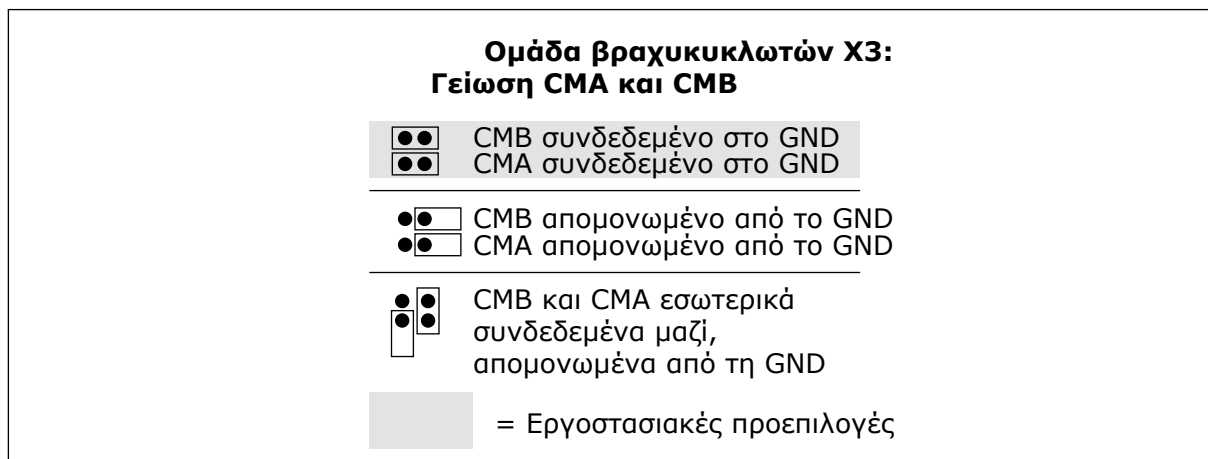 Ομάδα βραχυκυκλωτών X3:
Γείωση CMA και CMB
CMB συνδεδεμένο στο GND
CMA συνδεδεμένο στο GND
CMB απομονωμένο από το GND
CMA απομονωμένο από το GND
CMB και CMA εσωτερικά
συνδεδεμένα μαζί,
απομονωμένα από τη GND
= Εργοστασιακές προεπιλογές